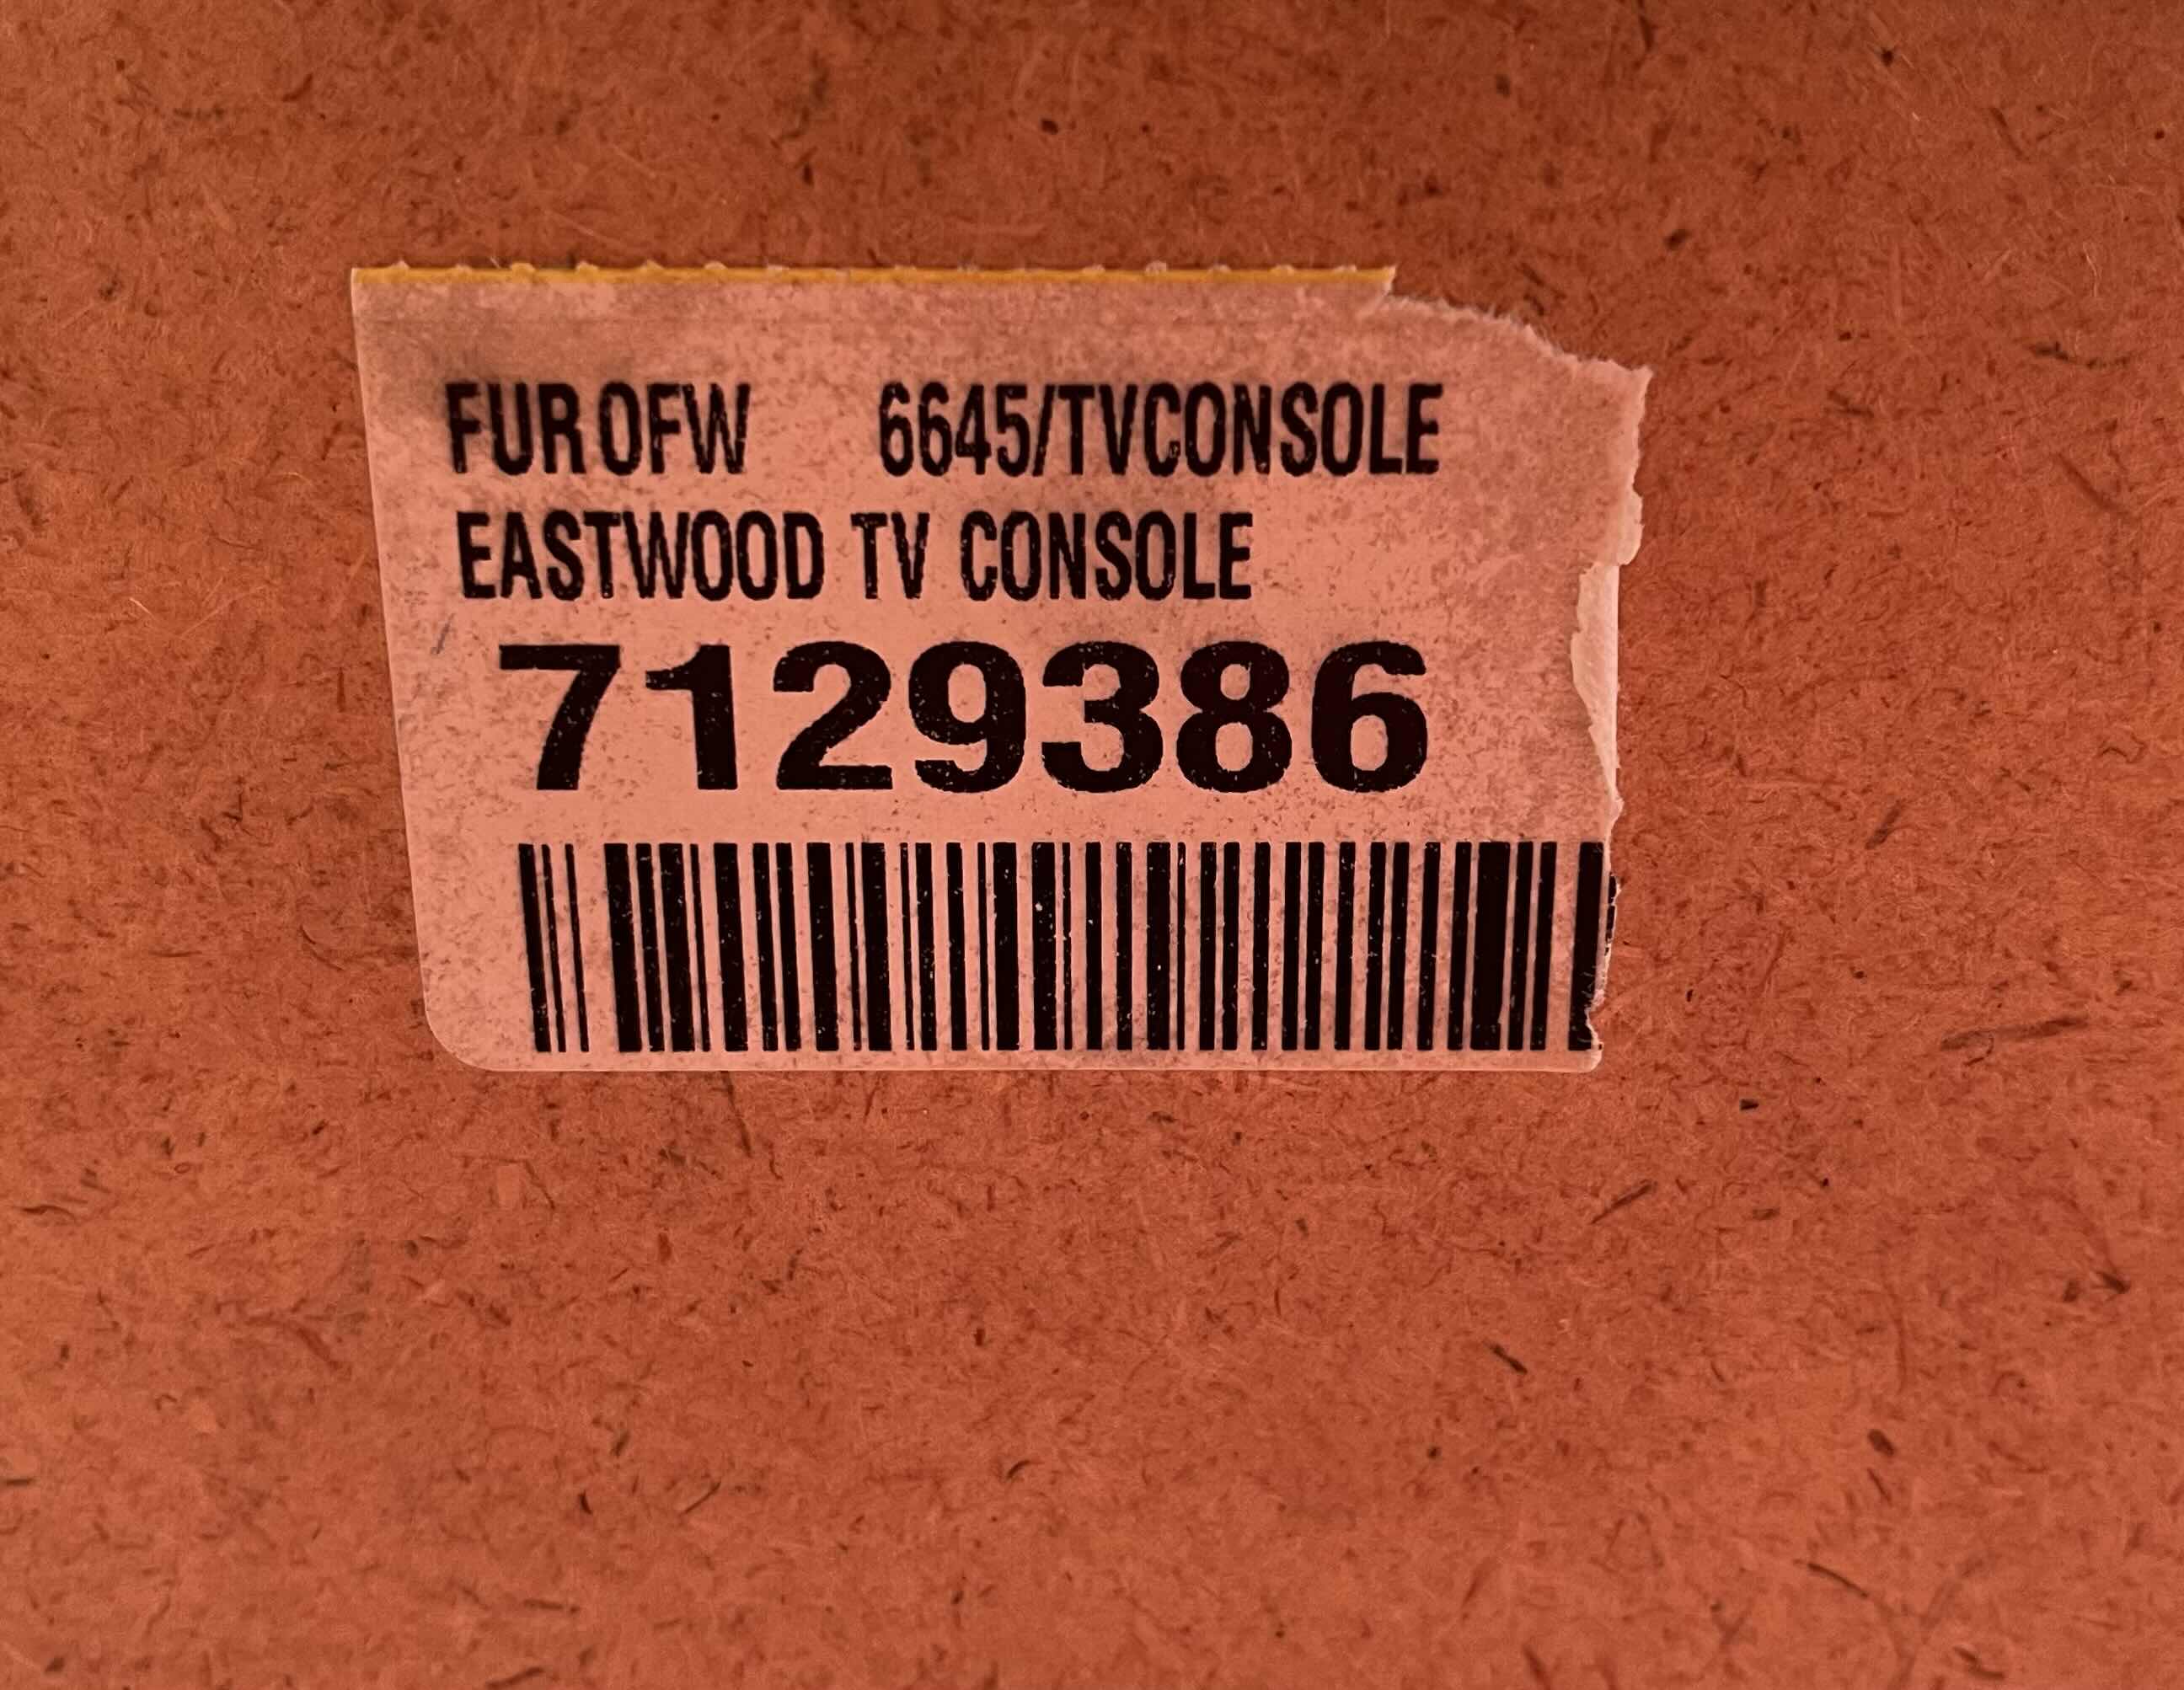 FUR OFW 6645/TVCONSOLE
EASTWOOD TV CONSOLE
7129386